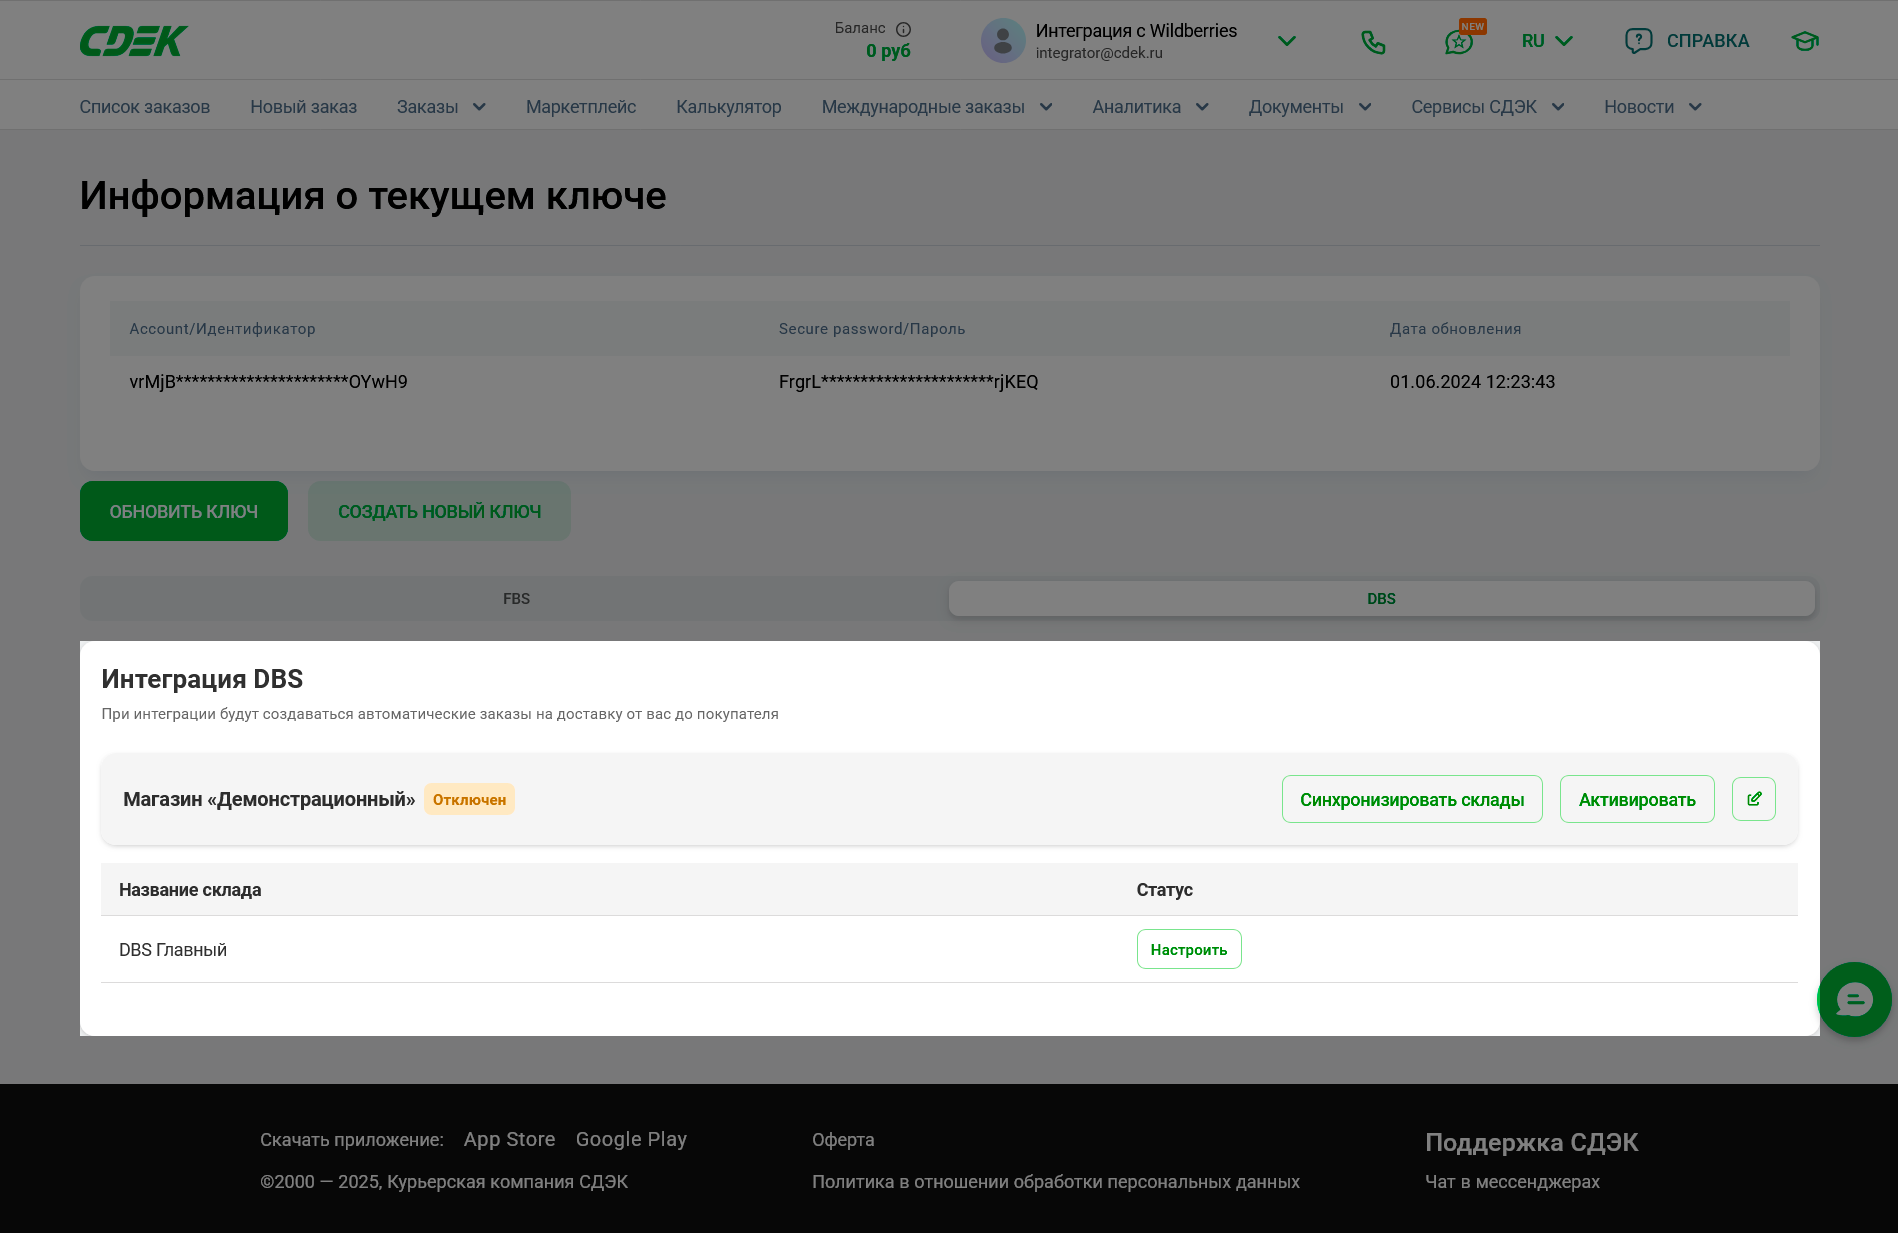 CDEK
Баланс
0 руб
Интеграция с Wildberries
integrator@cdek.ru
NEW
RU
СПРАВКА
Список заказов
Новый заказ
Заказы
Маркетплейс
Калькулятор
Международные заказы
Аналитика
Документы
Сервисы СДЭК
Новости
Информация о текущем ключе
Account/Идентификатор
Secure password/Пароль
Дата обновления
vrMjB**********************OYwH9
FrgrL**********************rjKEQ
01.06.2024 12:23:43
ОБНОВИТЬ КЛЮЧ
СОЗДАТЬ НОВЫЙ КЛЮЧ
FBS
DBS
Интеграция DBS
При интеграции будут создаваться автоматические заказы на доставку от вас до покупателя
Магазин «Демонстрационный»
Отключен
Синхронизировать склады
Активировать
Название склада
Статус
DBS Главный
Настроить
Скачать приложение:
App Store
Google Play
Оферта
Поддержка СДЭК
©2000 — 2025, Курьерская компания СДЭК
Политика в отношении обработки персональных данных
Чат в мессенджерах